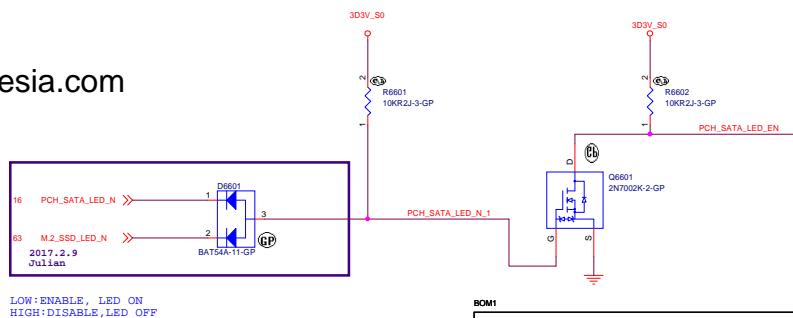 3D3V_S0
3D3V_S0
esia.com
2
R6601
10KR2J-3-GP
1
2
R6602
10KR2J-3-GP
1
PCH_SATA_LED_EN
D
Q6601
2N7002K-2-GP
G
S
D6601
16 PCH_SATA_LED_N
1
3
PCH_SATA_LED_N_1
63 M.2_SSD_LED_N
2
GP
BAT54A-11-GP
2017.2.9
Julian
LOW:ENABLE, LED ON
HIGH:DISABLE,LED OFF
BOM1